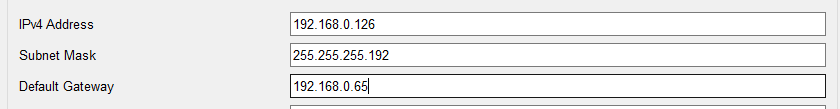 IPv4 Address 192.168.0.126
Subnet Mask 255.255.255.192
Default Gateway 192.168.0.65